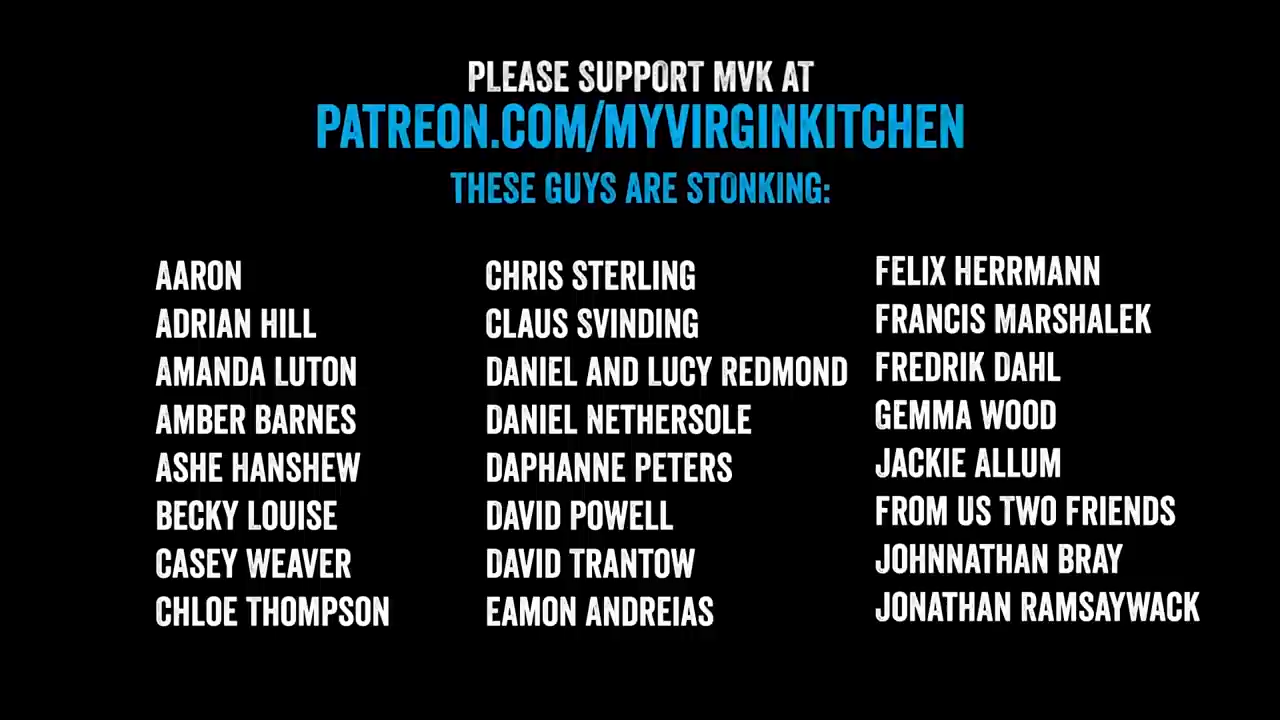 PLEASE SUPPORT MVK AT
PATREON.COM/MYVIRGINKITCHEN
THESE GUYS ARE STONKING:
AARON
ADRIAN HILL
AMANDA LUTON
AMBER BARNES
ASHE HANSHEW
BECKY LOUISE
CASEY WEAVER
CHLOE THOMPSON
CHRIS STERLING
CLAUS SVINDING
DANIEL AND LUCY REDMOND
DANIEL NETHERSOLE
DAPHANNE PETERS
DAVID POWELL
DAVID TRANTOW
EAMON ANDREIAS
FELIX HERRMANN
FRANCIS MARSHALEK
FREDRIK DAHL
GEMMA WOOD
JACKIE ALLUM
FROM US TWO FRIENDS
JOHNNATHAN BRAY
JONATHAN RAMSAYWACK